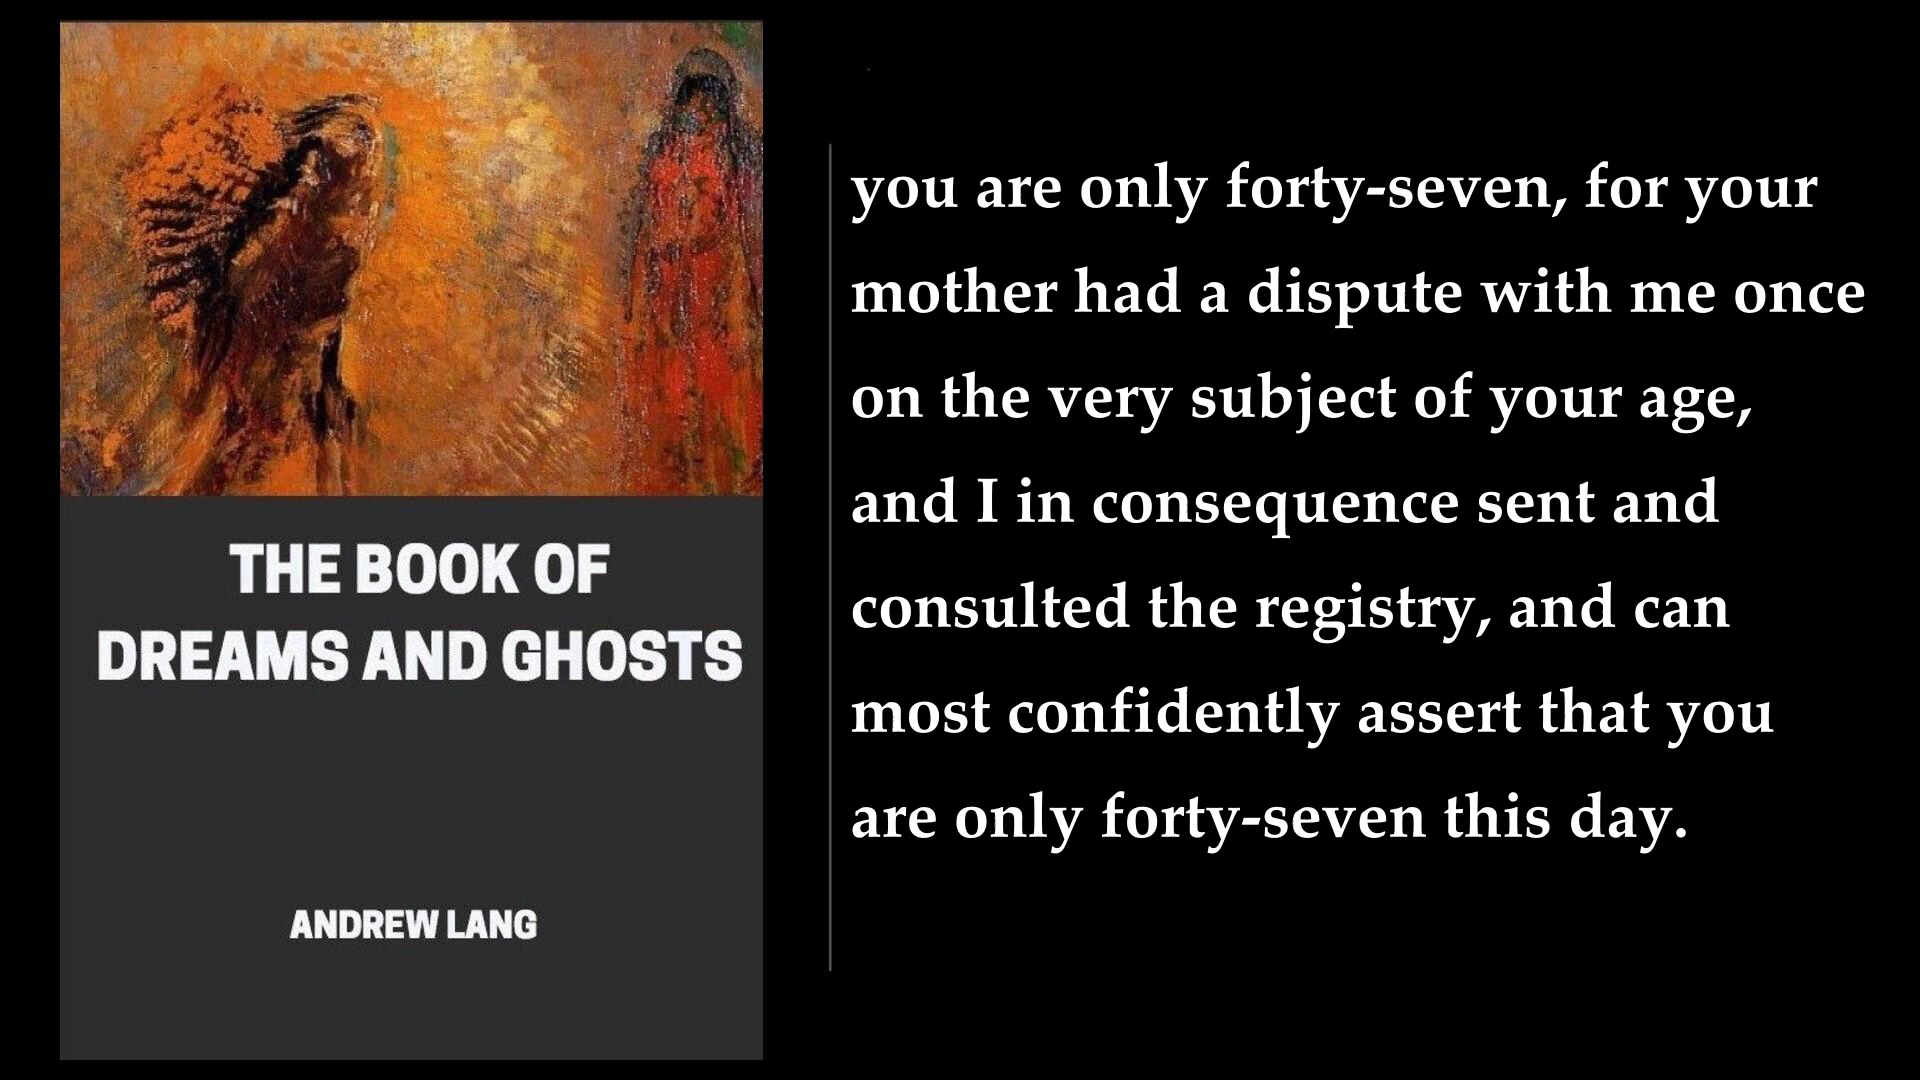 THE BOOK OF
DREAMS AND GHOSTS
ANDREW LANG
you are only forty-seven, for your
mother had a dispute with me once
on the very subject of your age,
and I in consequence sent and
consulted the registry, and can
most confidently assert that you
are only forty-seven this day.